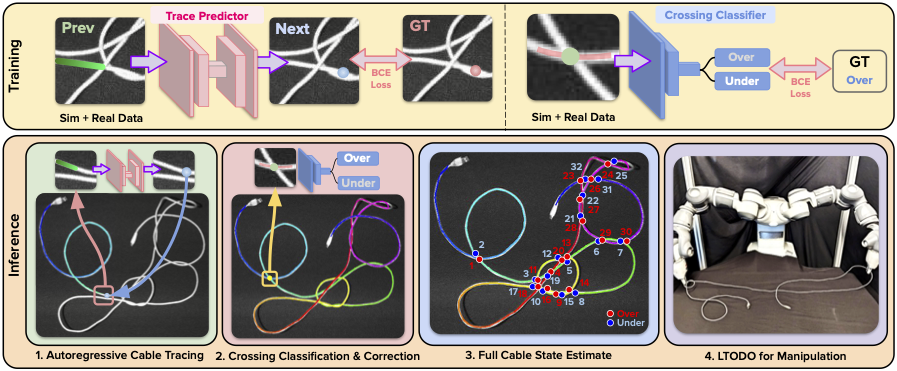 Training
Trace Predictor
Prev
Next
GT
BCE
Loss
Sim + Real Data
Crossing Classifier
Over
Under
BCE
Loss
GT
Over
Sim + Real Data
Inference
Over
Under
32
23
24
25
26
31
22
27
21
28
29
30
6
7
2
1
12
5
3
19
17
10
15
8
Over
Under
1. Autoregressive Cable Tracing
2. Crossing Classification & Correction
3. Full Cable State Estimate
4. LTODO for Manipulation